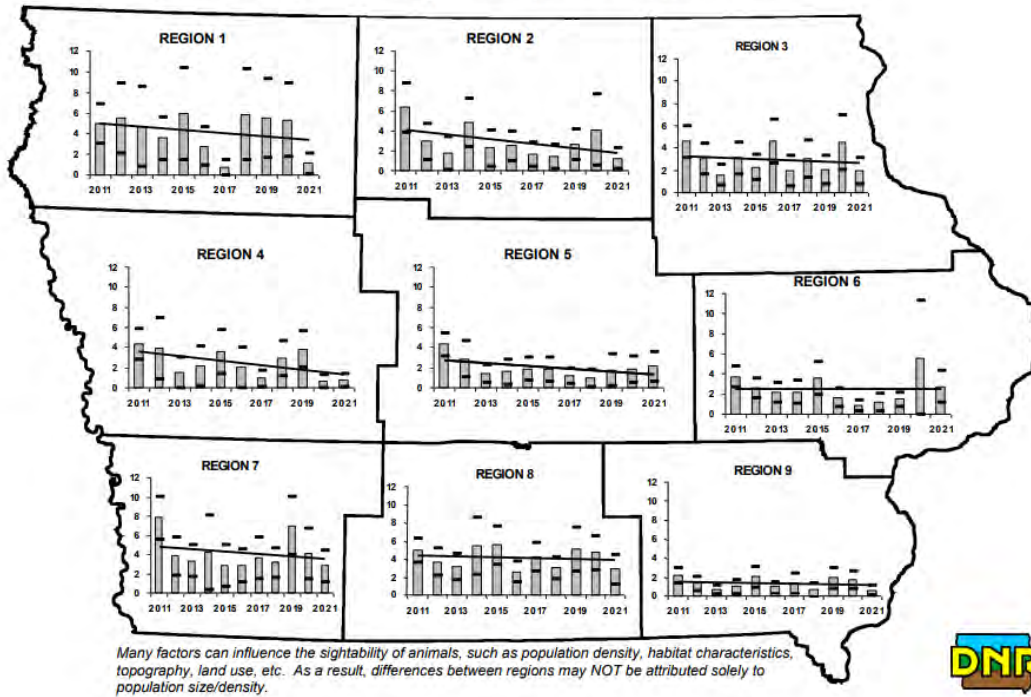 REGION 1
12
10
8
6
4
2
0
2011 2013 2015 2017 2019 2021
REGION 2
12
10
8
6
4
2
0
2011 2013 2015 2017 2019 2021
REGION 3
12
10
8
6
4
2
0
2011 2013 2015 2017 2019 2021
REGION 4
12
10
8
6
4
2
0
2011 2013 2015 2017 2019 2021
REGION 5
12
10
8
6
4
2
0
2011 2013 2015 2017 2019 2021
REGION 6
12
10
8
6
4
2
0
2011 2013 2015 2017 2019 2021
REGION 7
12
10
8
6
4
2
0
2011 2013 2015 2017 2019 2021
REGION 8
12
10
8
6
4
2
0
2011 2013 2015 2017 2019 2021
REGION 9
12
10
8
6
4
2
0
2011 2013 2015 2017 2019 2021
Many factors can influence the sightability of animals, such as population density, habitat characteristics,
topography, land use, etc. As a result, differences between regions may NOT be attributed solely to
population size/density.
DNR